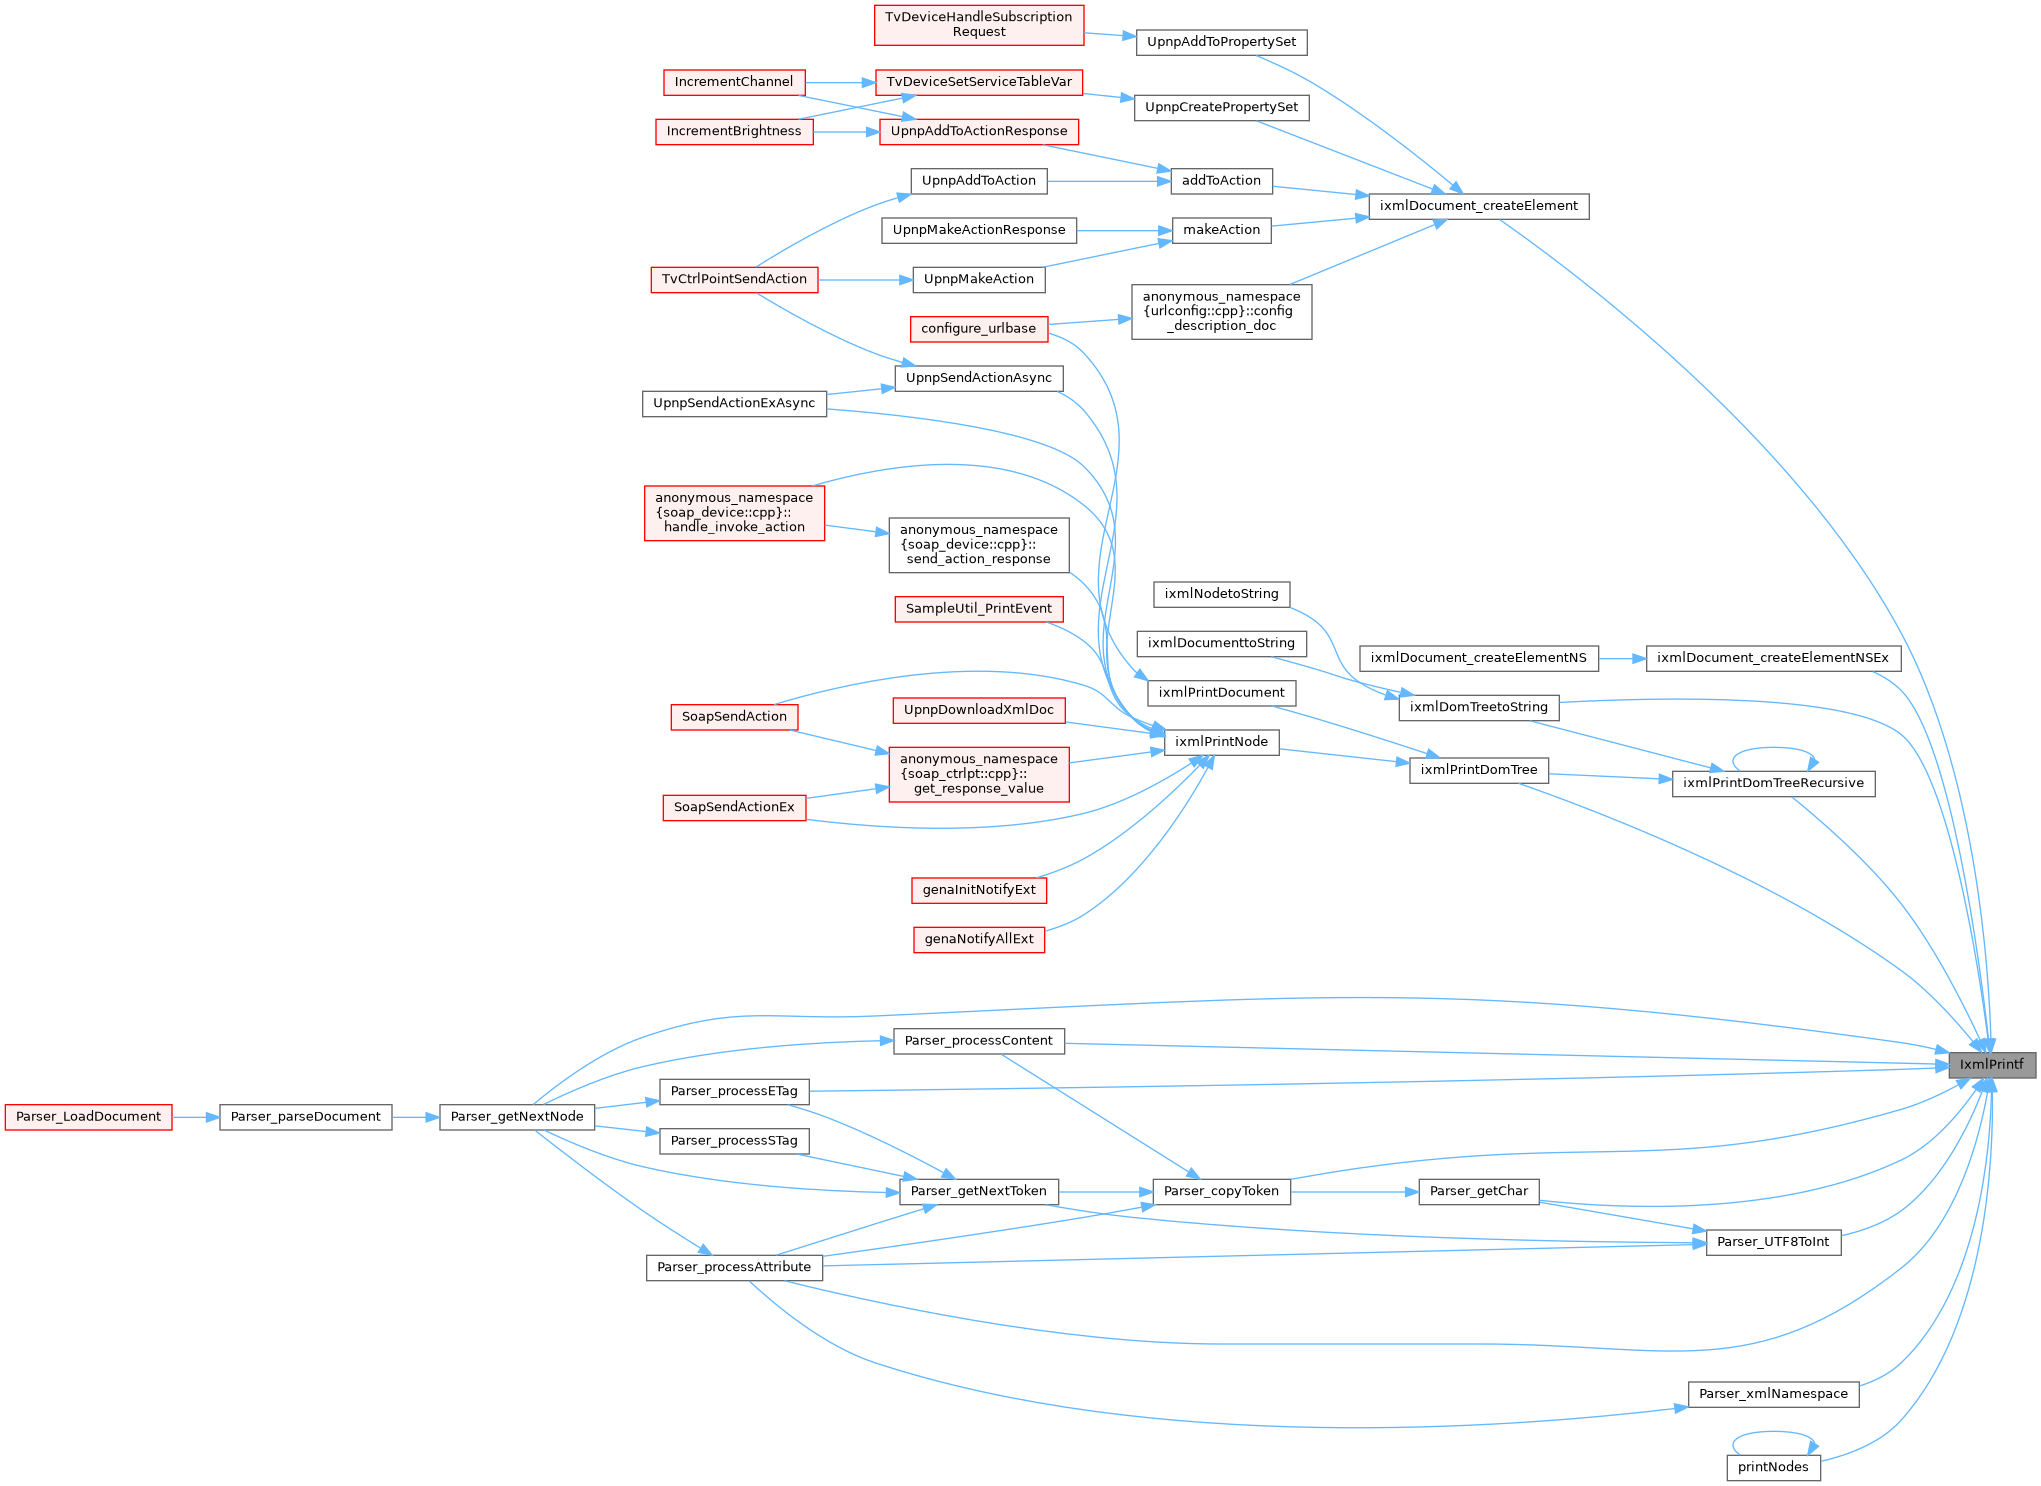 TvDeviceHandleSubscription
Request
UpnpAddToPropertySet
IncrementChannel
TvDeviceSetServiceTableVar
UpnpCreatePropertySet
IncrementBrightness
UpnpAddToActionResponse
UpnpAddToAction
addToAction
ixmlDocument_createElement
UpnpMakeActionResponse
makeAction
TvCtrlPointSendAction
UpnpMakeAction
anonymous_namespace
{urlconfig::cpp}::config
_description_doc
configure_urlbase
UpnpSendActionAsync
UpnpSendActionExAsync
anonymous_namespace
{soap_device::cpp}::
handle_invoke_action
anonymous_namespace
{soap_device::cpp}::
send_action_response
ixmlNodetoString
SampleUtil_PrintEvent
ixmlDocumenttoString
ixmlDocument_createElementNS
ixmlDocument_createElementNSEx
ixmlPrintDocument
ixmlDomTreetoString
SoapSendAction
UpnpDownloadXmlDoc
ixmlPrintNode
anonymous_namespace
{soap_ctrlpt::cpp}::
get_response_value
ixmlPrintDomTree
ixmlPrintDomTreeRecursive
SoapSendActionEx
genaInitNotifyExt
genaNotifyAllExt
Parser_processContent
IxmlPrintf
Parser_processETag
Parser_LoadDocument
Parser_parseDocument
Parser_getNextNode
Parser_processSTag
Parser_getNextToken
Parser_copyToken
Parser_getChar
Parser_UTF8ToInt
Parser_processAttribute
Parser_xmlNamespace
printNodes